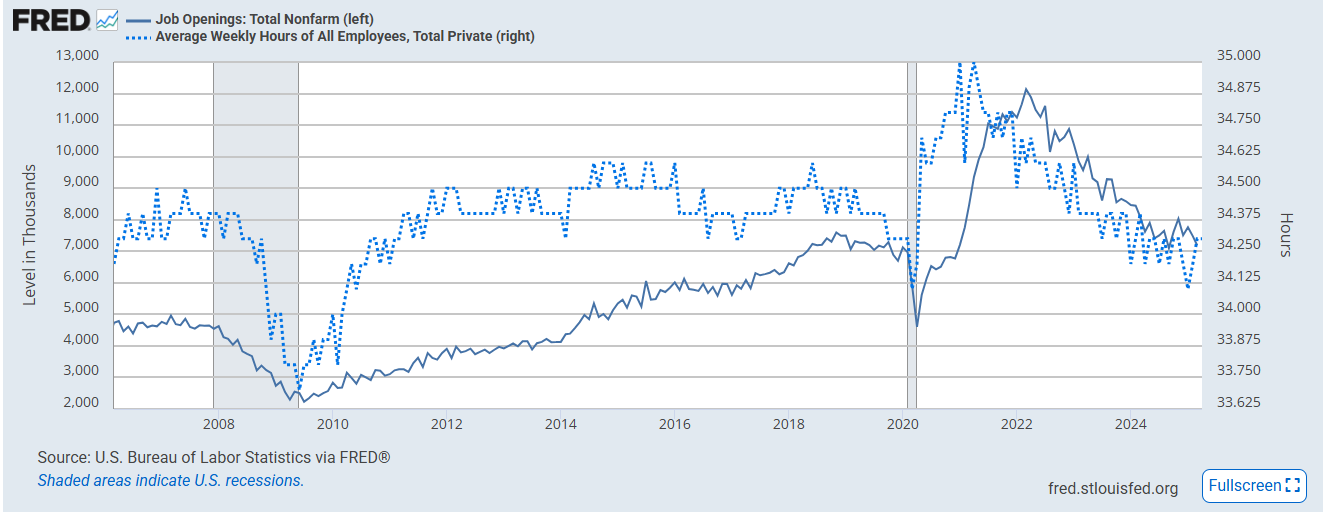 FRED
Job Openings: Total Nonfarm (left)
Average Weekly Hours of All Employees, Total Private (right)
13,000
12,000
11,000
10,000
9,000
8,000
7,000
6,000
5,000
4,000
3,000
2,000
Level in Thousands
35.000
34.875
34.750
34.625
34.500
34.375
34.250
34.125
34.000
33.875
33.750
33.625
Hours
2008 2010 2012 2014 2016 2018 2020 2022 2024
Source: U.S. Bureau of Labor Statistics via FRED®
Shaded areas indicate U.S. recessions.
fred.stlouisfed.org
Fullscreen